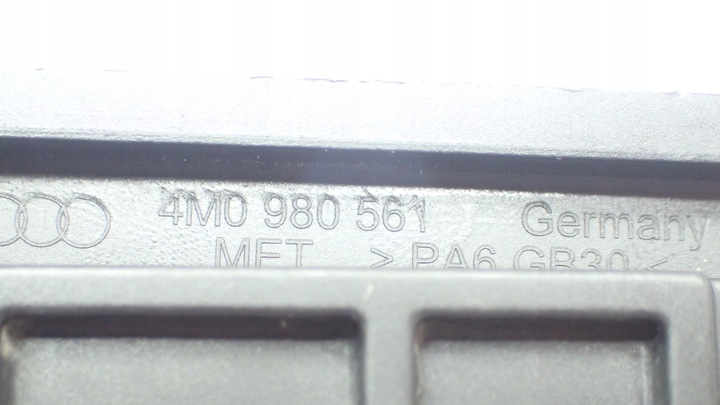 4M0 980 561 Germany
MET >PA6 GB30<